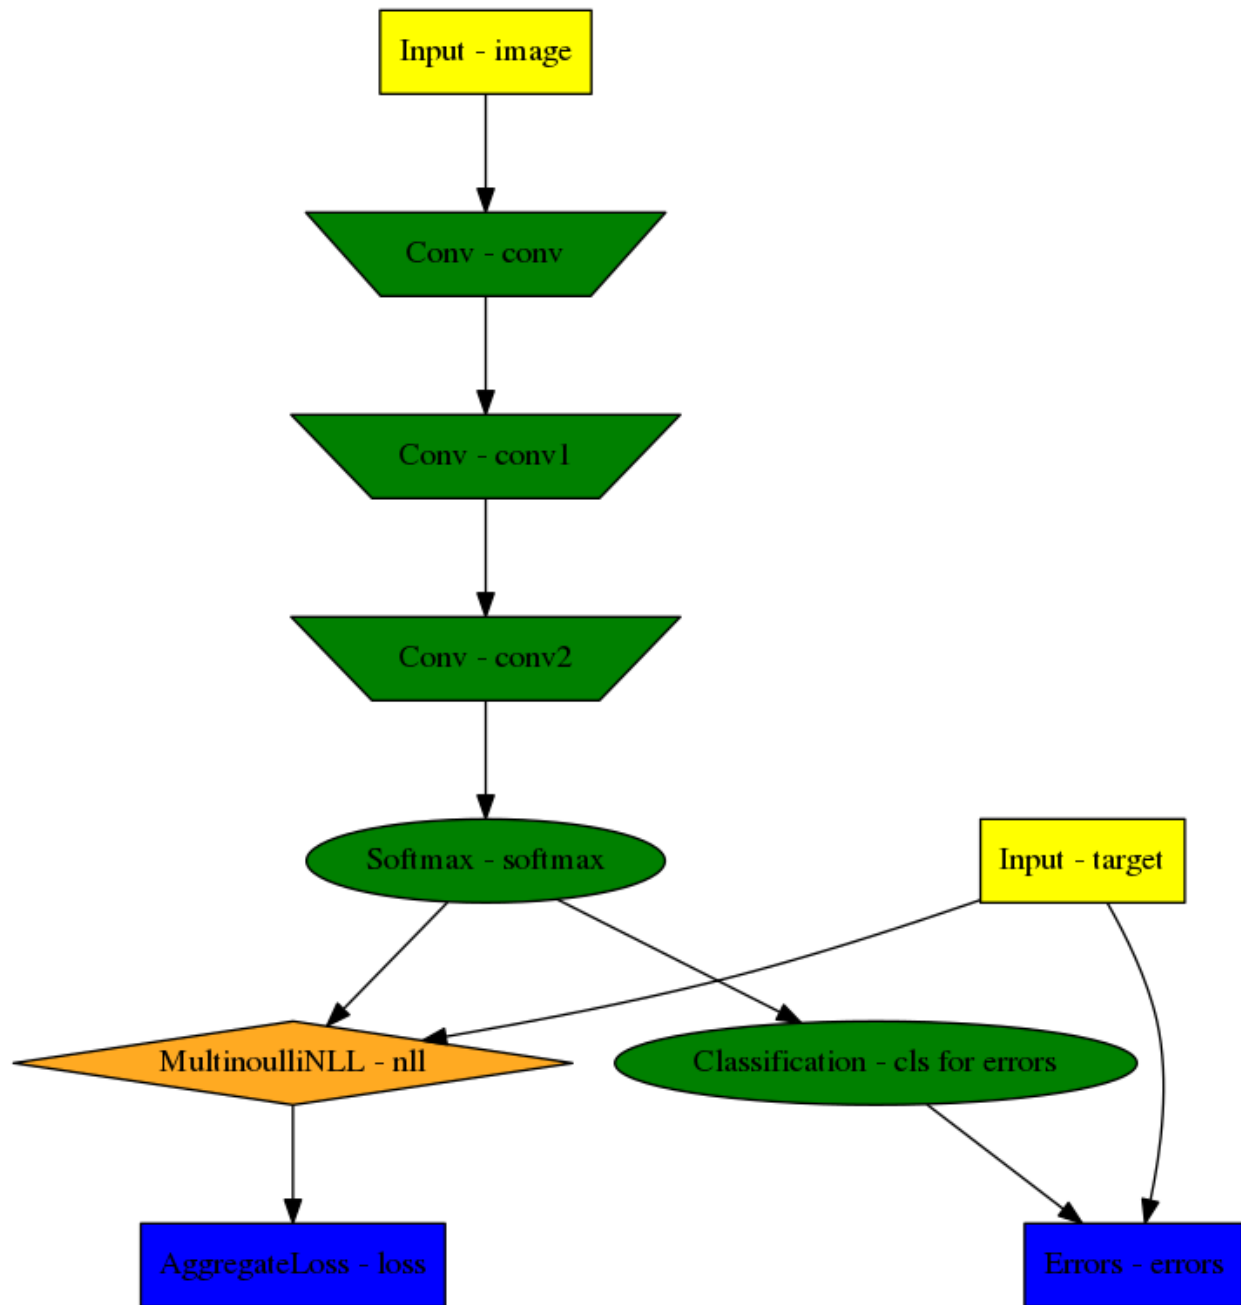 Input - image
Conv - conv
Conv - conv1
Conv - conv2
Softmax - softmax
Input - target
MultinoulliNLL - nll
Classification - cls for errors
AggregateLoss - loss
Errors - errors